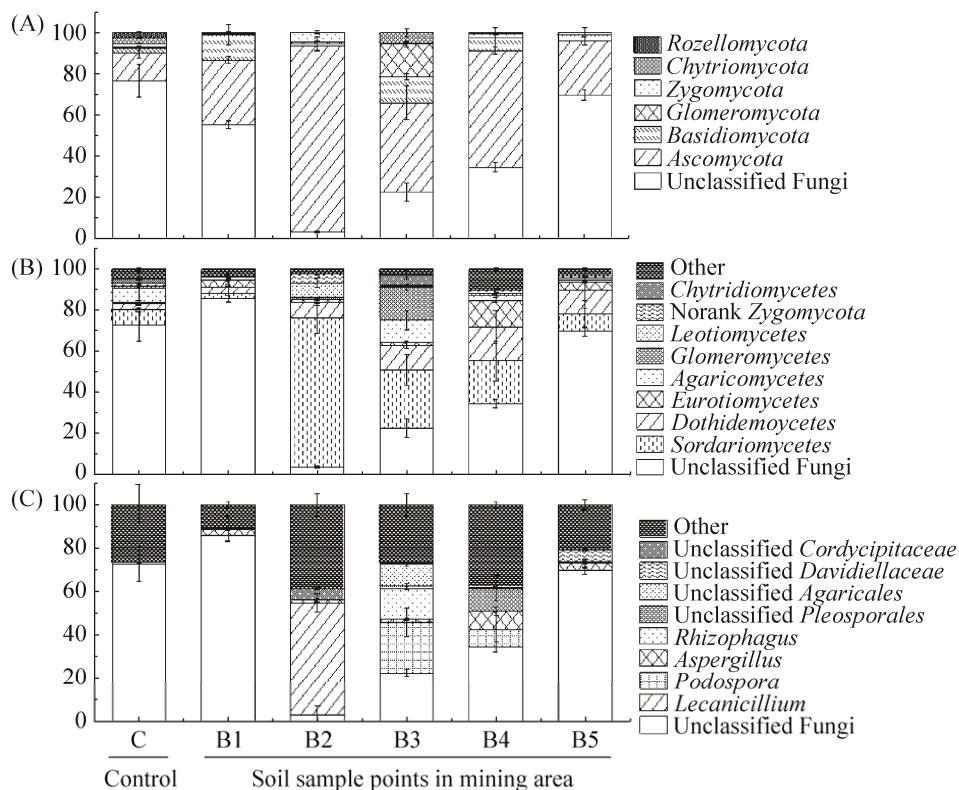 (A)
100
80
60
40
20
0
Rozellomycota
Chytriomycota
Zygomycota
Glomeromycota
Basidiomycota
Ascomycota
Unclassified Fungi
(B)
100
80
60
40
20
0
Other
Chytridiomycetes
Norank Zygomycota
Leotiomycetes
Glomeromycetes
Agaricomycetes
Eurotiomycetes
Dothidemoycetes
Sordariomycetes
Unclassified Fungi
(C)
100
80
60
40
20
0
Other
Unclassified Cordycipitaceae
Unclassified Davidiellaceae
Unclassified Agaricales
Unclassified Pleosporales
Rhizophagus
Aspergillus
Podospora
Lecanicillium
Unclassified Fungi
C B1 B2 B3 B4 B5
Control Soil sample points in mining area